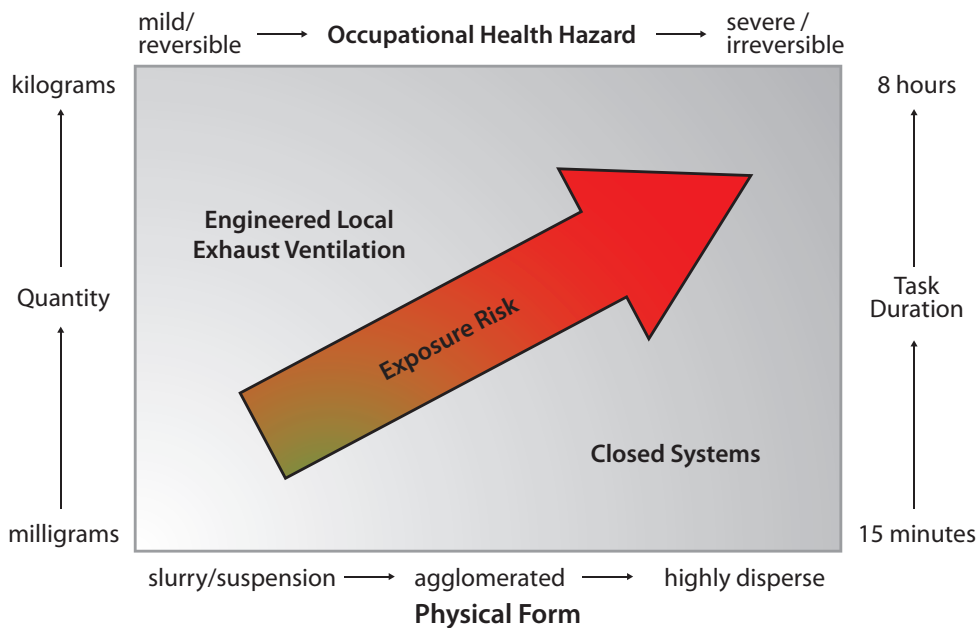 mild/
reversible
Occupational Health Hazard
severe /
irreversible
kilograms
8 hours
Engineered Local
Exhaust Ventilation
Quantity
Task
Duration
Exposure Risk
Closed Systems
milligrams
15 minutes
slurry/suspension
agglomerated
highly disperse
Physical Form